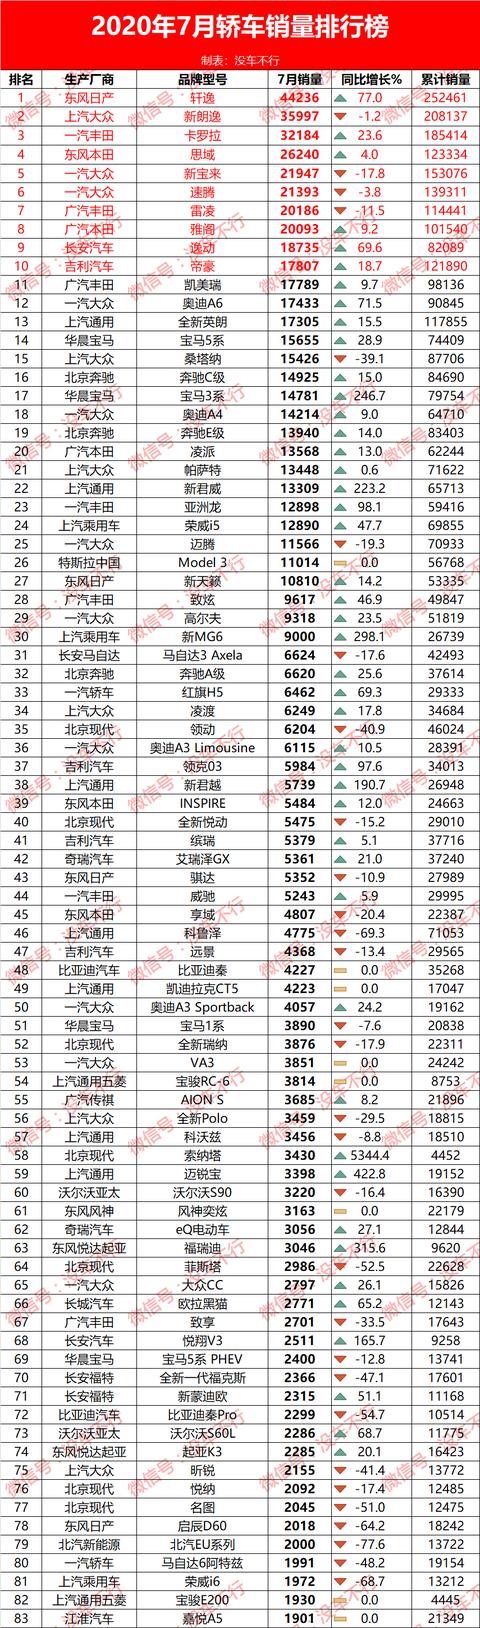 2020年7月轿车销量排行榜
制表：没车不行
排名 生产厂商 品牌型号 7月销量 同比增长% 累计销量
1 东风日产 轩逸 44236 77.0 252461
2 上汽大众 新朗逸 35997 -1.2 208137
3 一汽丰田 卡罗拉 32184 23.6 185414
4 东风本田 思域 26240 4.0 123334
5 一汽大众 新宝来 21947 -17.8 153076
6 一汽大众 速腾 21393 -3.8 139311
7 广汽丰田 雷凌 20186 -11.5 114441
8 广汽本田 雅阁 20093 9.2 101540
9 长安汽车 逸动 18735 69.6 82089
10 吉利汽车 帝豪 17807 18.7 121890
11 广汽丰田 凯美瑞 17789 9.7 98136
12 一汽大众 奥迪A6 17433 71.5 90845
13 上汽通用 全新英朗 17305 15.5 117855
14 华晨宝马 宝马5系 15655 28.9 74409
15 上汽大众 桑塔纳 15426 -39.1 87706
16 北京奔驰 奔驰C级 14925 15.0 84690
17 华晨宝马 宝马3系 14781 246.7 79754
18 一汽大众 奥迪A4 14214 9.0 64710
19 北京奔驰 奔驰E级 13940 14.0 83403
20 广汽本田 凌派 13568 13.0 62244
21 上汽大众 帕萨特 13448 0.6 71622
22 上汽通用 新君威 13309 223.2 65713
23 一汽丰田 亚洲龙 12898 98.1 59416
24 上汽乘用车 荣威i5 12890 47.7 69855
25 一汽大众 迈腾 11566 -19.3 70933
26 特斯拉中国 Model 3 11014 0.0 56768
27 东风日产 新天籁 10810 14.2 53335
28 广汽丰田 致炫 9617 46.9 49847
29 一汽大众 高尔夫 9318 23.5 51819
30 上汽乘用车 新MG6 9000 298.1 26739
31 长安马自达 马自达3 Axela 6624 -17.6 42493
32 北京奔驰 奔驰A级 6620 25.6 37614
33 一汽轿车 红旗H5 6462 69.3 29333
34 上汽大众 凌渡 6249 17.8 34684
35 北京现代 领动 6204 -40.9 46024
36 一汽大众 奥迪A3 Limousine 6115 10.5 28391
37 吉利汽车 领克03 5984 97.6 34013
38 上汽通用 新君越 5739 190.7 26948
39 东风本田 INSPIRE 5484 12.0 24663
40 北京现代 全新悦动 5475 -15.2 29010
41 吉利汽车 缤瑞 5379 5.1 37716
42 奇瑞汽车 艾瑞泽GX 5361 21.0 37240
43 东风日产 骐达 5352 -10.9 27989
44 一汽丰田 威驰 5243 5.9 29995
45 东风本田 享域 4807 -20.4 22387
46 上汽通用 科鲁泽 4775 -69.3 71053
47 吉利汽车 远景 4368 -13.4 29565
48 比亚迪汽车 比亚迪秦 4227 0.0 35268
49 上汽通用 凯迪拉克CT5 4223 0.0 17047
50 一汽大众 奥迪A3 Sportback 4057 24.2 19162
51 华晨宝马 宝马1系 3890 -7.6 20838
52 北京现代 全新瑞纳 3876 -17.9 22311
53 一汽大众 VA3 3851 0.0 24242
54 上汽通用五菱 宝骏RC-6 3814 0.0 8753
55 广汽传祺 AION S 3685 8.2 21896
56 上汽大众 全新Polo 3459 -29.5 18815
57 上汽通用 科沃兹 3456 -8.8 18510
58 北京现代 索纳塔 3430 5344.4 4452
59 上汽通用 迈锐宝 3398 422.8 19152
60 沃尔沃亚太 沃尔沃S90 3220 -16.4 16390
61 东风风神 风神奕炫 3163 0.0 22179
62 奇瑞汽车 eQ电动车 3056 27.1 12844
63 东风悦达起亚 福瑞迪 3046 315.6 9620
64 北京现代 菲斯塔 2986 -52.5 22628
65 一汽大众 大众CC 2797 26.1 15826
66 长城汽车 欧拉黑猫 2771 65.2 12143
67 广汽丰田 致享 2701 -33.5 17643
68 长安汽车 悦翔V3 2511 165.7 9258
69 华晨宝马 宝马5系 PHEV 2400 -12.8 13741
70 长安福特 全新一代福克斯 2366 -47.1 17601
71 长安福特 新蒙迪欧 2315 51.1 11168
72 比亚迪汽车 比亚迪秦Pro 2299 -54.7 10514
73 沃尔沃亚太 沃尔沃S60L 2286 68.7 11775
74 东风悦达起亚 起亚K3 2285 20.1 16423
75 上汽大众 昕锐 2155 -41.4 13772
76 北京现代 悦纳 2092 -17.4 12485
77 北京现代 名图 2045 -51.0 12475
78 东风日产 启辰D60 2018 -64.2 18242
79 北汽新能源 北汽EU系列 2000 -77.6 13722
80 一汽轿车 马自达6阿特兹 1991 -48.2 19154
81 上汽乘用车 荣威i6 1972 -68.7 13212
82 上汽通用五菱 宝骏E200 1930 0.0 4445
83 江淮汽车 嘉悦A5 1901 0.0 21349
微信号：没车不行